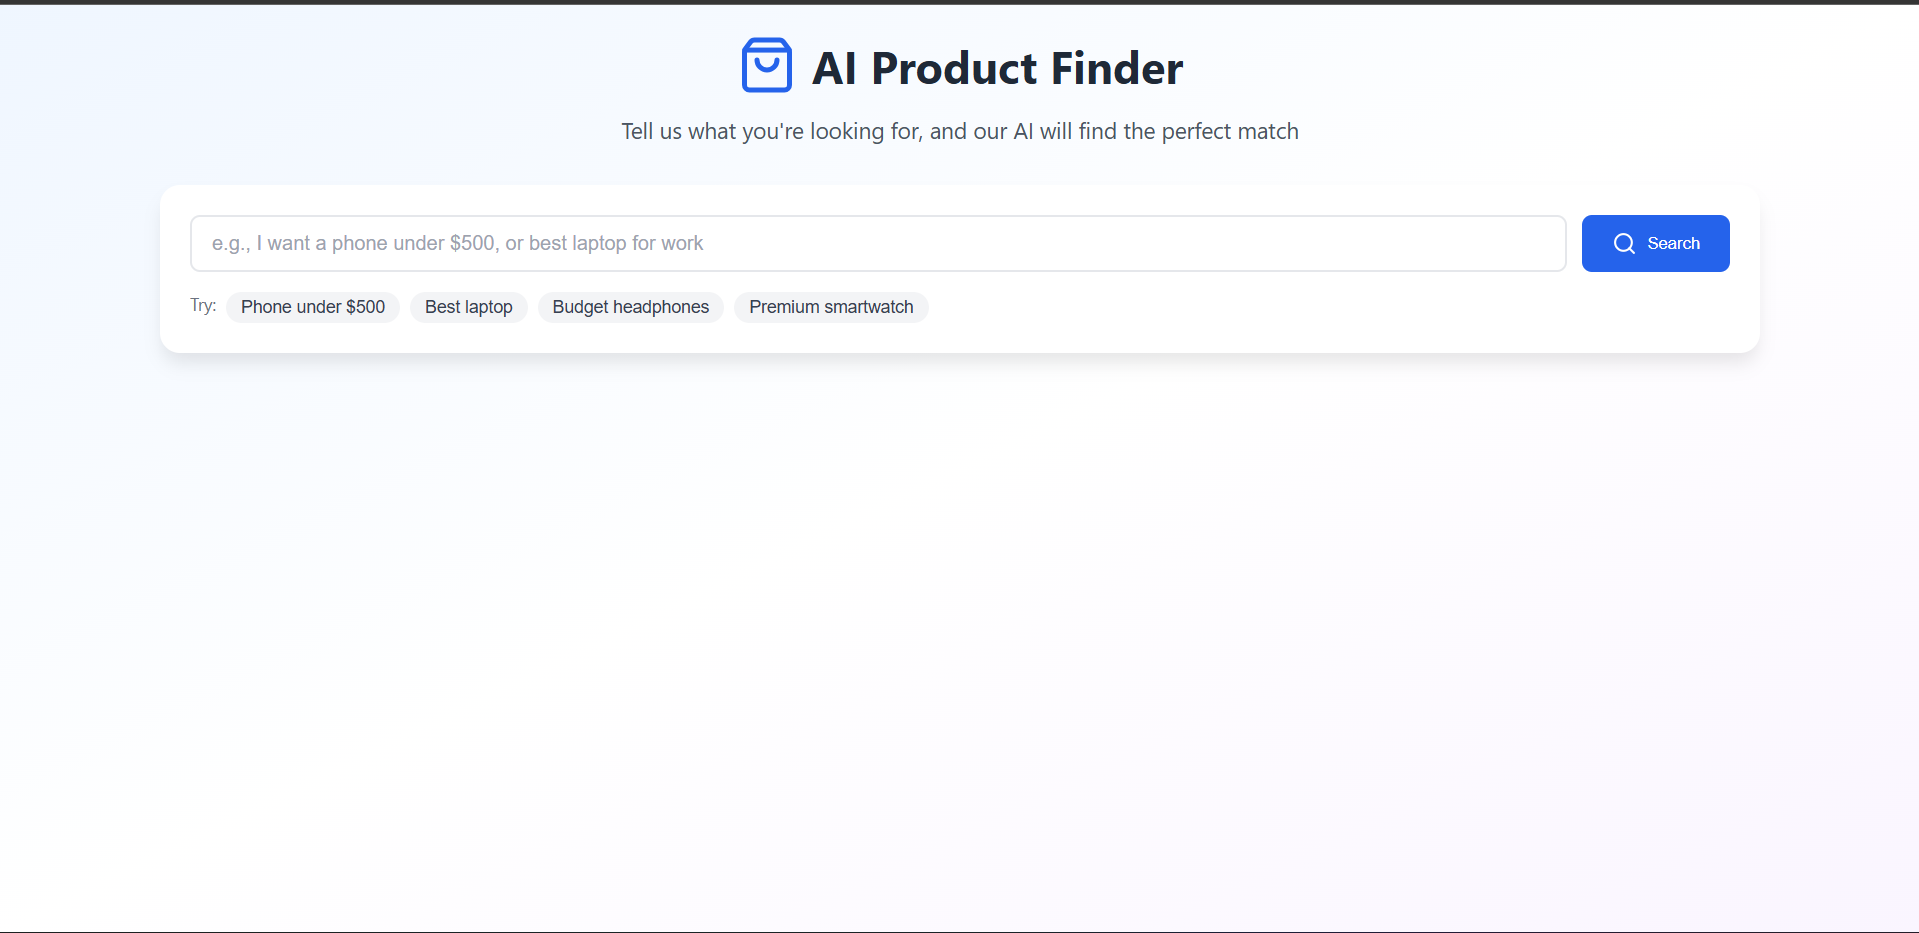 AI Product Finder
Tell us what you're looking for, and our AI will find the perfect match
e.g., I want a phone under $500, or best laptop for work
Search
Try: Phone under $500 Best laptop Budget headphones Premium smartwatch